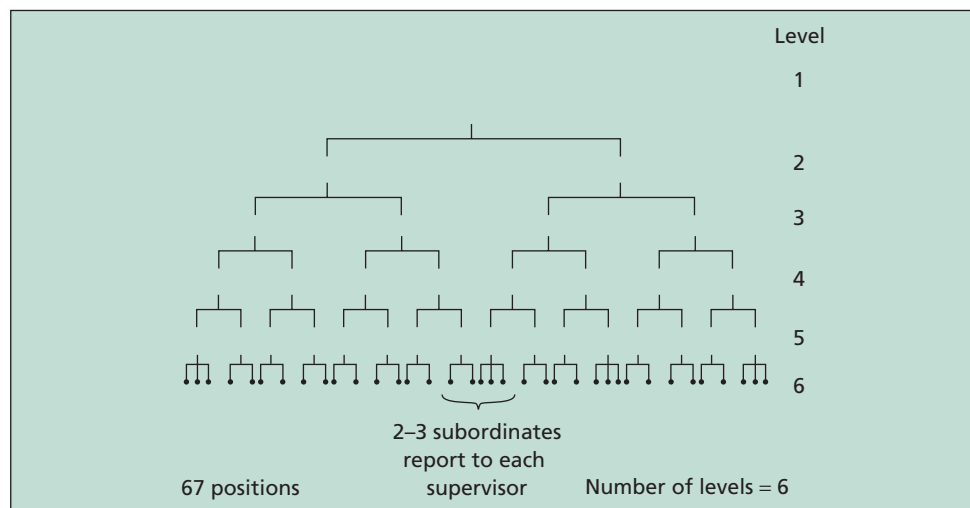 Level
1
2
3
4
5
6
2–3 subordinates
report to each
supervisor
67 positions
Number of levels = 6